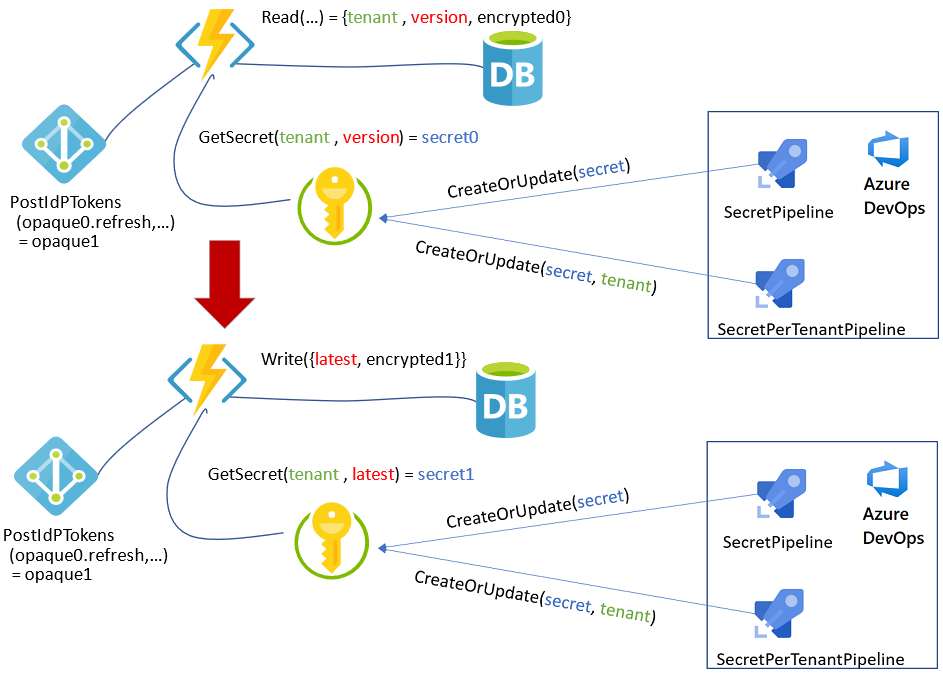 Read(...) = {tenant , version, encrypted0}
DB
GetSecret(tenant , version) = secret0
PostIdPTokens
(opaque0.refresh,...)
= opaque1
CreateOrUpdate(secret)
CreateOrUpdate(secret, tenant)
SecretPipeline
Azure
DevOps
SecretPerTenantPipeline
Write({latest, encrypted1}}
DB
GetSecret(tenant , latest) = secret1
PostIdPTokens
(opaque0.refresh,...)
= opaque1
CreateOrUpdate(secret)
CreateOrUpdate(secret, tenant)
SecretPipeline
Azure
DevOps
SecretPerTenantPipeline